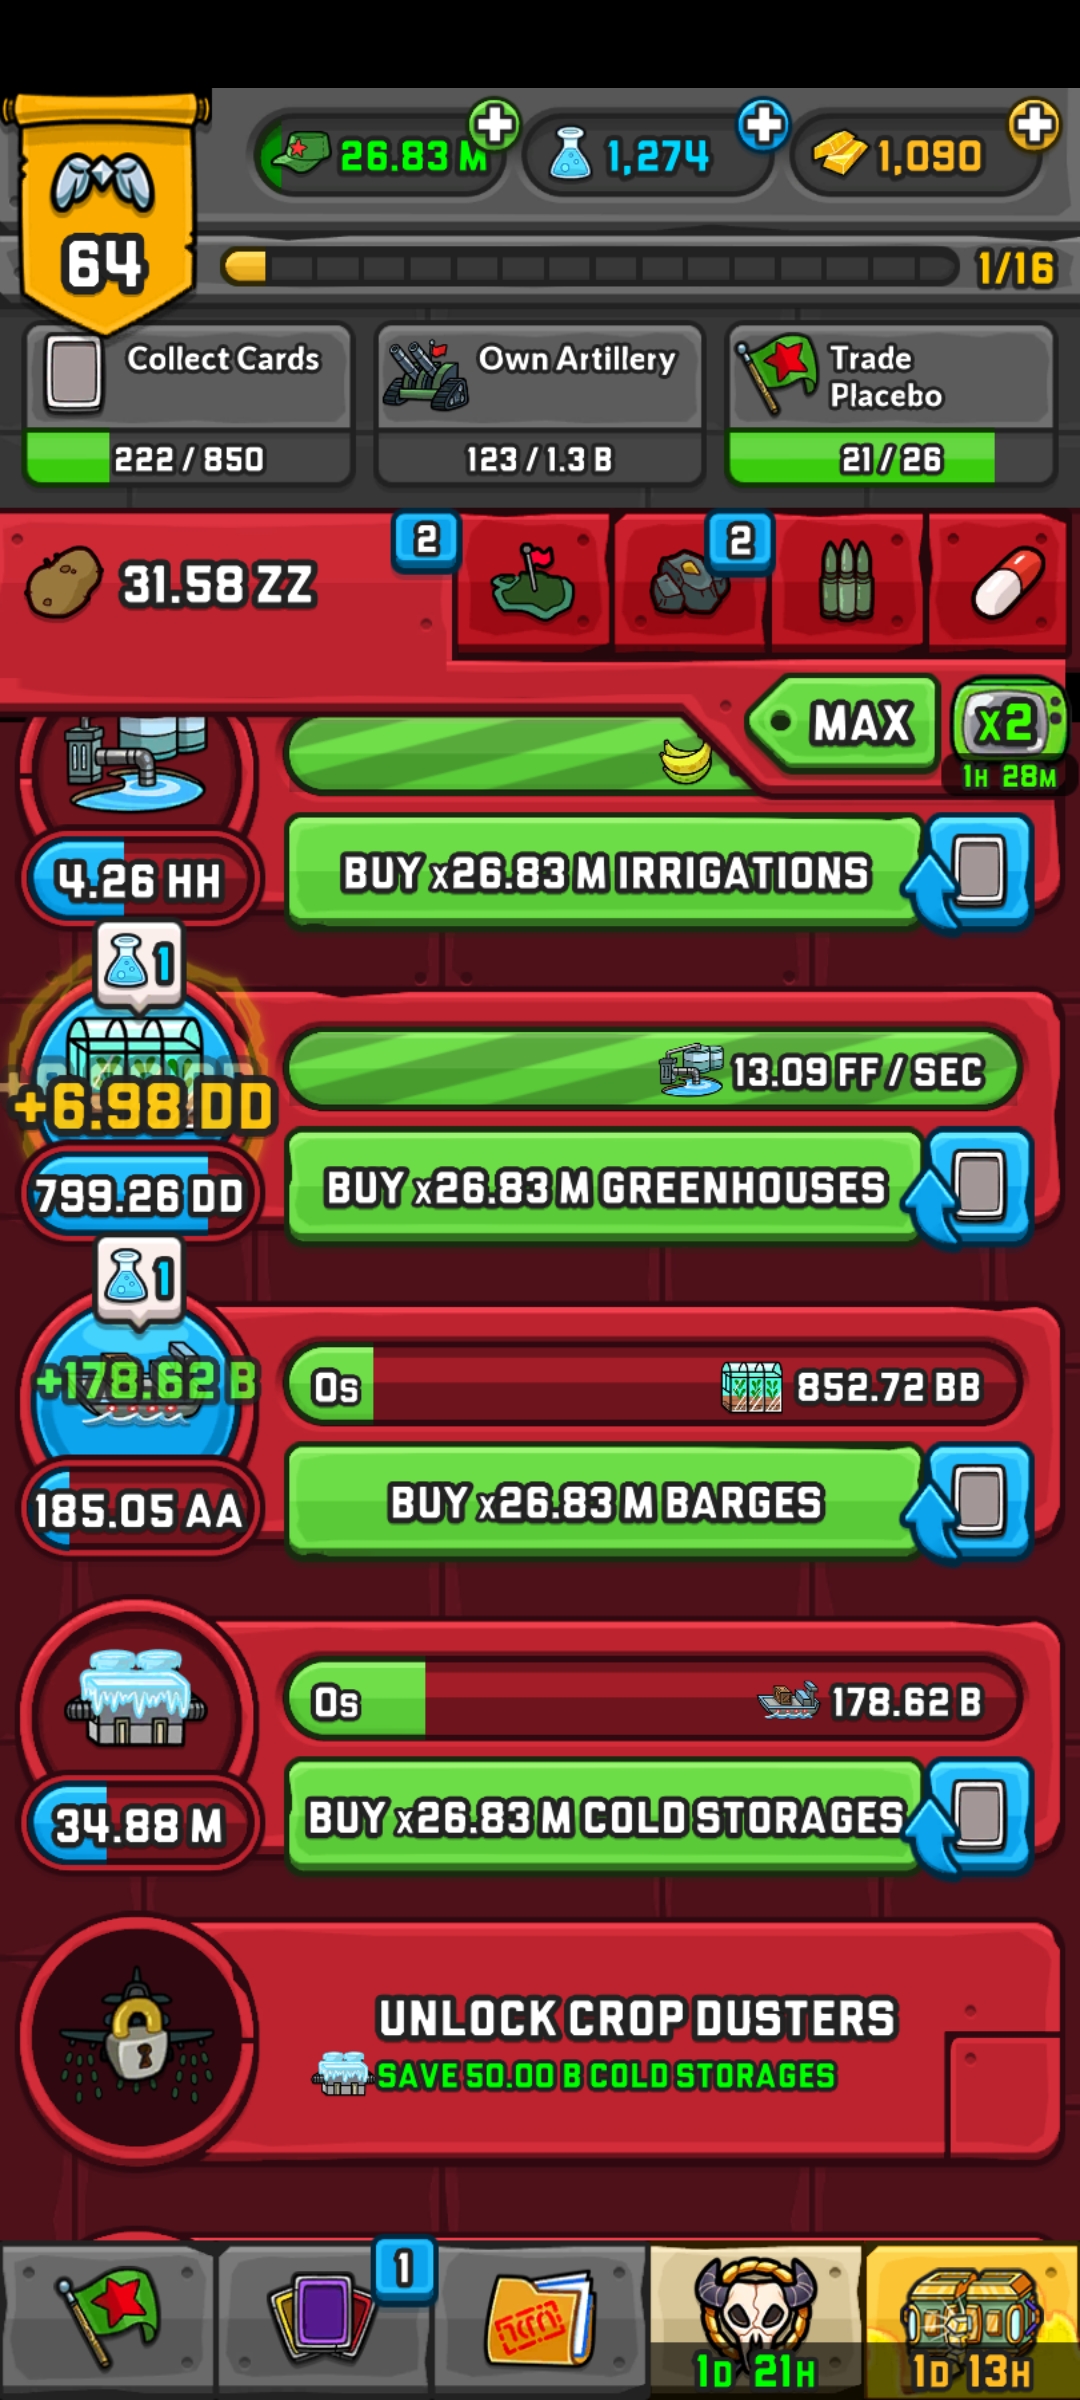 64
26.83 M
1,274
1,090
1/16
Collect Cards
222 / 850
Own Artillery
123 / 1.3 B
Trade
Placebo
21 / 26
31.58 ZZ
2
2
MAX
x2
1H 28M
4.26 HH
BUY x26.83 M IRRIGATIONS
1
+6.98 DD
13.09 FF / SEC
799.26 DD
BUY x26.83 M GREENHOUSES
1
+178.62 B
0s
852.72 BB
185.05 AA
BUY x26.83 M BARGES
0s
178.62 B
34.88 M
BUY x26.83 M COLD STORAGES
UNLOCK CROP DUSTERS
SAVE 50.00 B COLD STORAGES
1
1D 21H
1D 13H